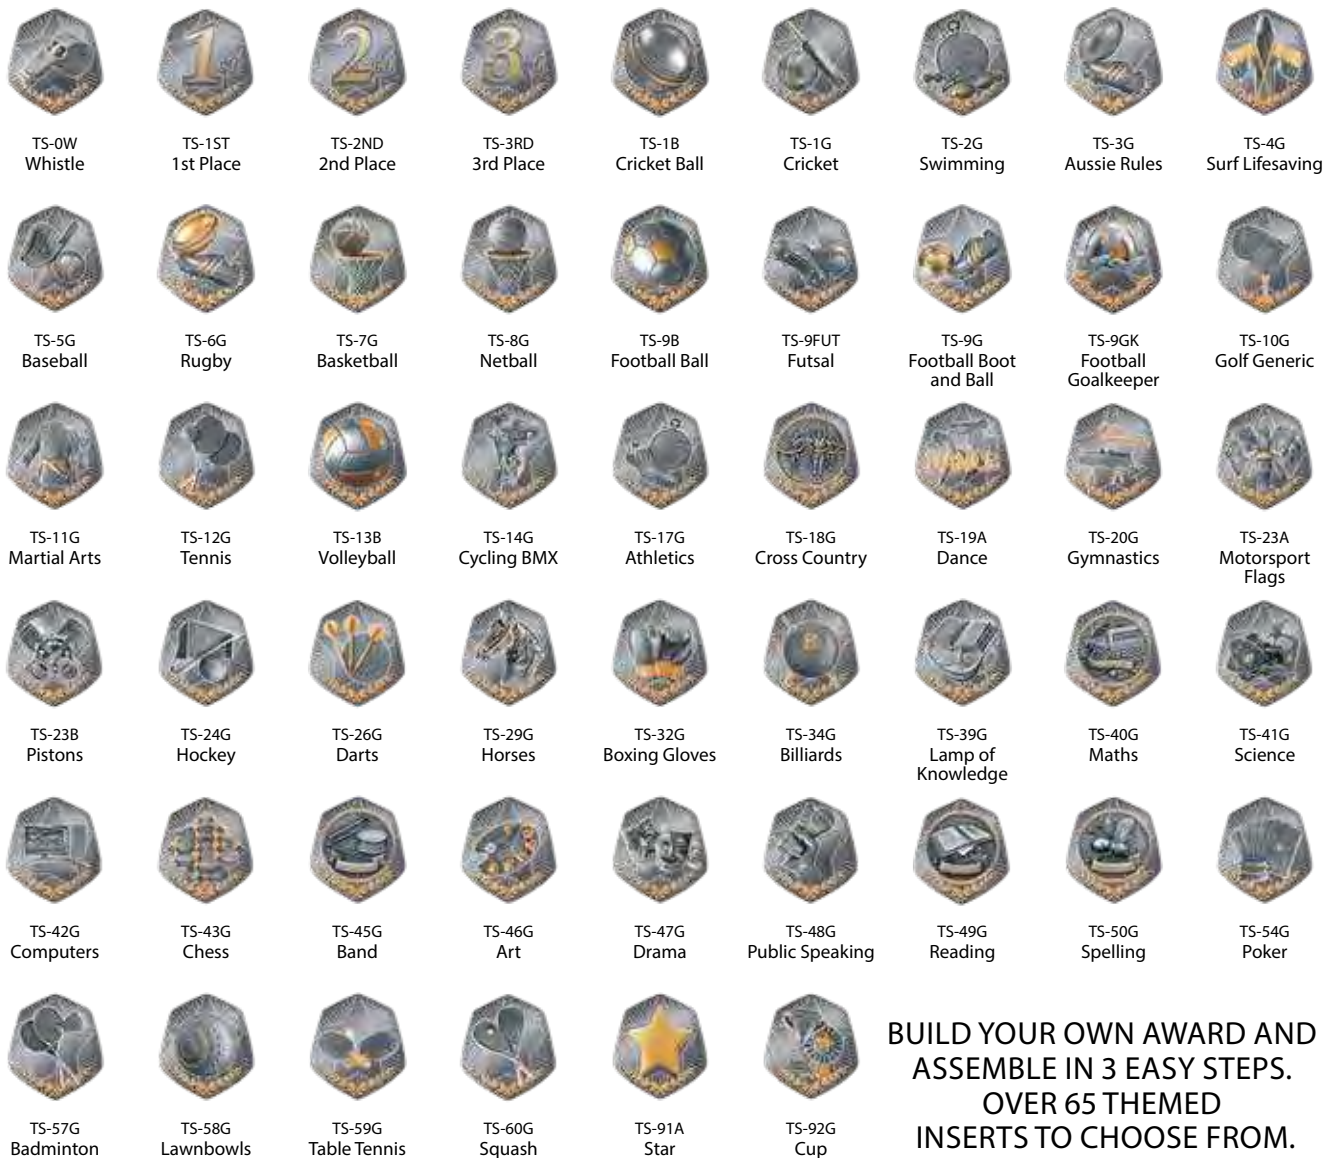 1st
2nd
3rd
TS-0W
Whistle
TS-1ST
1st Place
TS-2ND
2nd Place
TS-3RD
3rd Place
TS-1B
Cricket Ball
TS-1G
Cricket
TS-2G
Swimming
TS-3G
Aussie Rules
TS-4G
Surf Lifesaving
TS-5G
Baseball
TS-6G
Rugby
TS-7G
Basketball
TS-8G
Netball
TS-9B
Football Ball
TS-9FUT
Futsal
TS-9G
Football Boot
and Ball
TS-9GK
Football
Goalkeeper
TS-10G
Golf Generic
TS-11G
Martial Arts
TS-12G
Tennis
TS-13B
Volleyball
TS-14G
Cycling BMX
TS-17G
Athletics
TS-18G
Cross Country
TS-19A
Dance
TS-20G
Gymnastics
TS-23A
Motorsport
Flags
8
TS-23B
Pistons
TS-24G
Hockey
TS-26G
Darts
TS-29G
Horses
TS-32G
Boxing Gloves
TS-34G
Billiards
TS-39G
Lamp of
Knowledge
TS-40G
Maths
TS-41G
Science
TS-42G
Computers
TS-43G
Chess
TS-45G
Band
TS-46G
Art
TS-47G
Drama
TS-48G
Public Speaking
TS-49G
Reading
TS-50G
Spelling
TS-54G
Poker
TS-57G
Badminton
TS-58G
Lawnbowls
TS-59G
Table Tennis
TS-60G
Squash
TS-91A
Star
TS-92G
Cup
BUILD YOUR OWN AWARD AND
ASSEMBLE IN 3 EASY STEPS.
OVER 65 THEMED
INSERTS TO CHOOSE FROM.